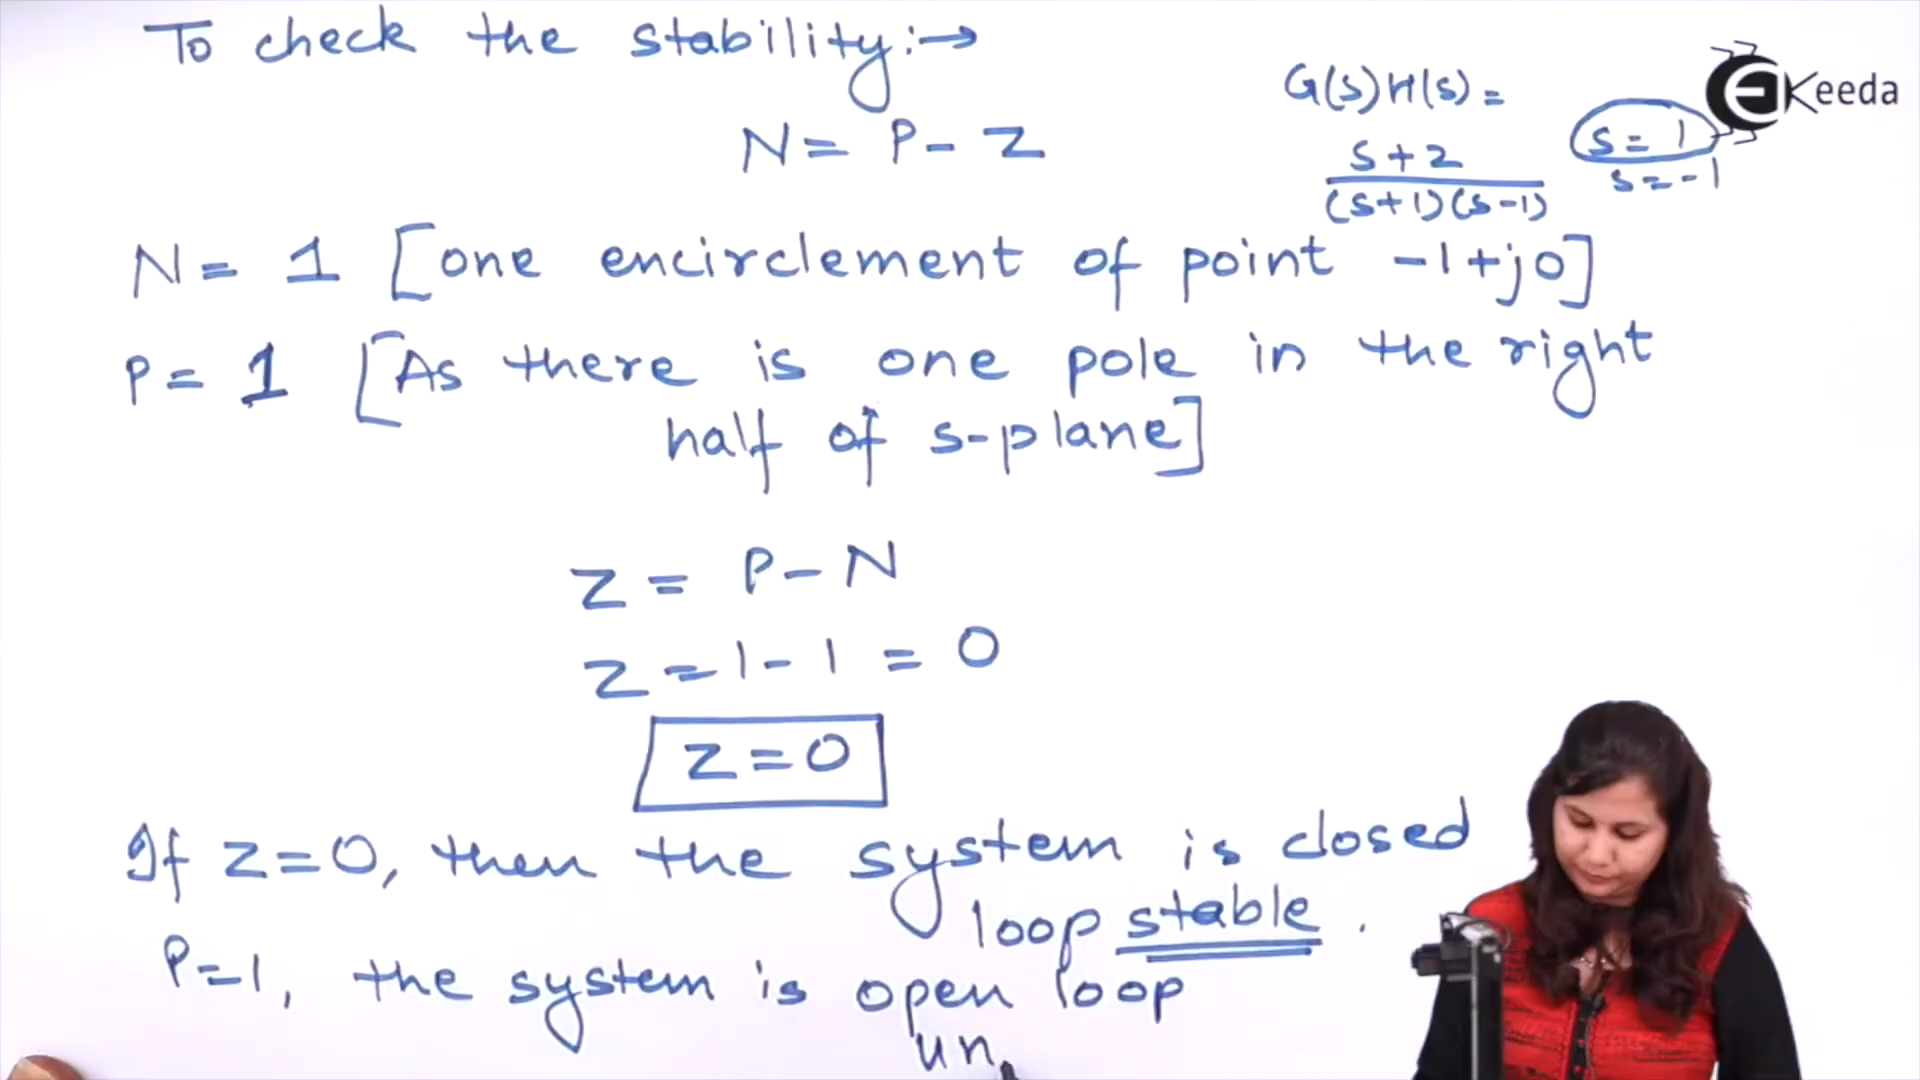 To check the stability:→
N = P - Z
G(s)H(s) =
s+2
(s+1)(s-1)
s = 1
s = -1
EKeeda
N = 1 [one encirclement of point -1+j0]
P = 1 [As there is one pole in the right
half of s-plane]
Z = P - N
Z = 1 - 1 = 0
Z = 0
If Z = 0, then the system is closed
loop stable.
P=1, the system is open loop
un